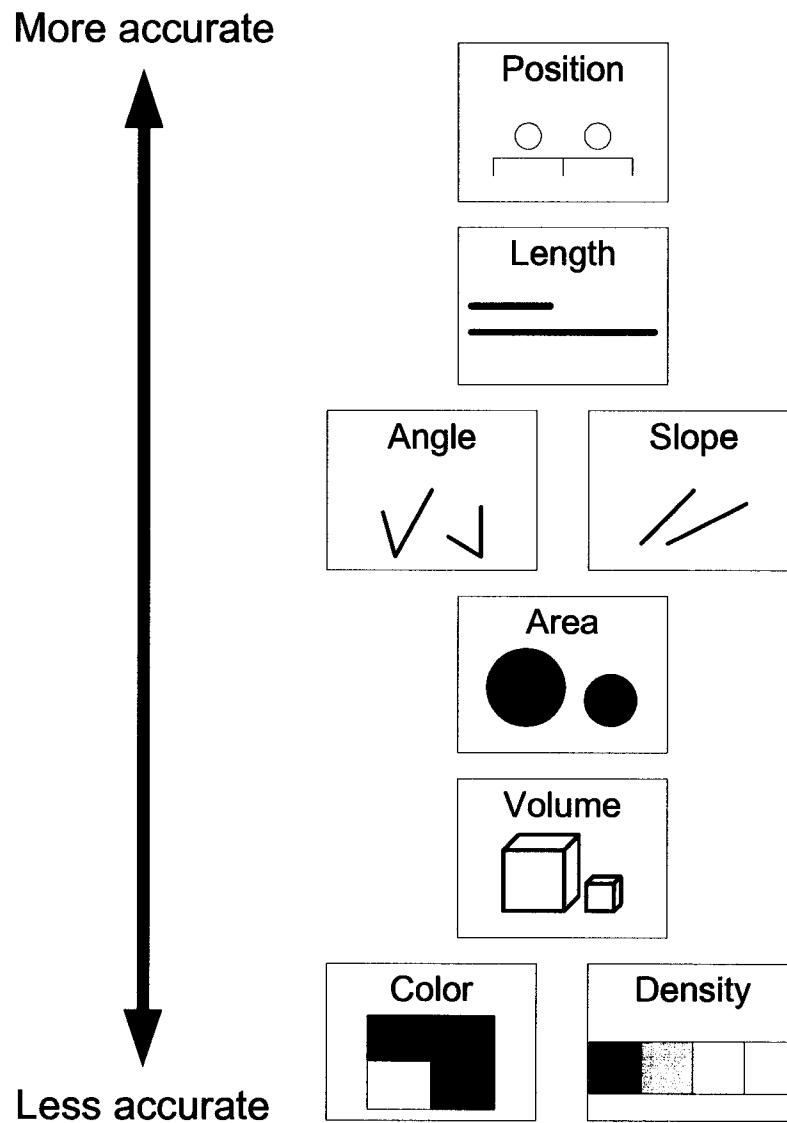 More accurate
Position
Length
Angle
Slope
Area
Volume
Color
Density
Less accurate